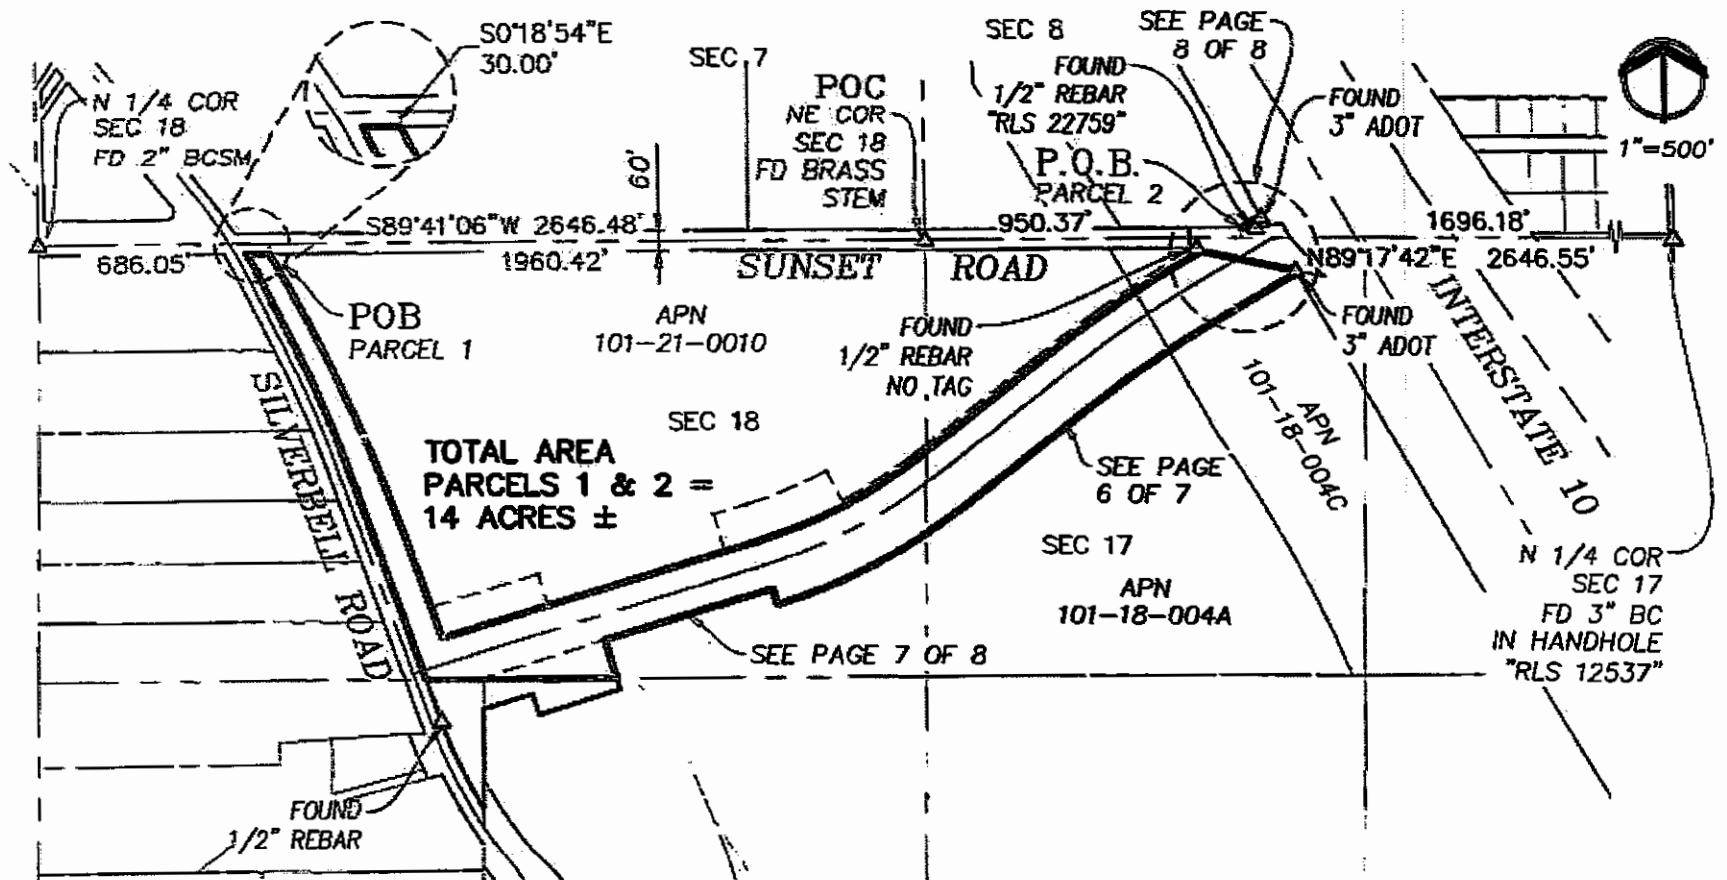 S0°18'54"E
30.00'
SEC 7
SEC 8
SEE PAGE
8 OF 8
N 1/4 COR
SEC 18
FD 2" BCSM
POC
NE COR
SEC 18
FD BRASS
STEM
FOUND
1/2" REBAR
"RLS 22759"
FOUND
3" ADOT
1"=500'
60'
P.O.B.
PARCEL 2
S89°41'06"W 2646.48'
950.37'
1696.18'
686.05'
1960.42'
SUNSET ROAD
N89°17'42"E 2646.55'
POB
PARCEL 1
APN
101-21-0010
FOUND
1/2" REBAR
NO TAG
FOUND
3" ADOT
INTERSTATE 10
APN
101-18-004C
SILVERBELL ROAD
SEC 18
TOTAL AREA
PARCELS 1 & 2 =
14 ACRES ±
SEE PAGE
6 OF 7
SEC 17
APN
101-18-004A
N 1/4 COR
SEC 17
FD 3" BC
IN HANDHOLE
"RLS 12537"
SEE PAGE 7 OF 8
FOUND
1/2" REBAR